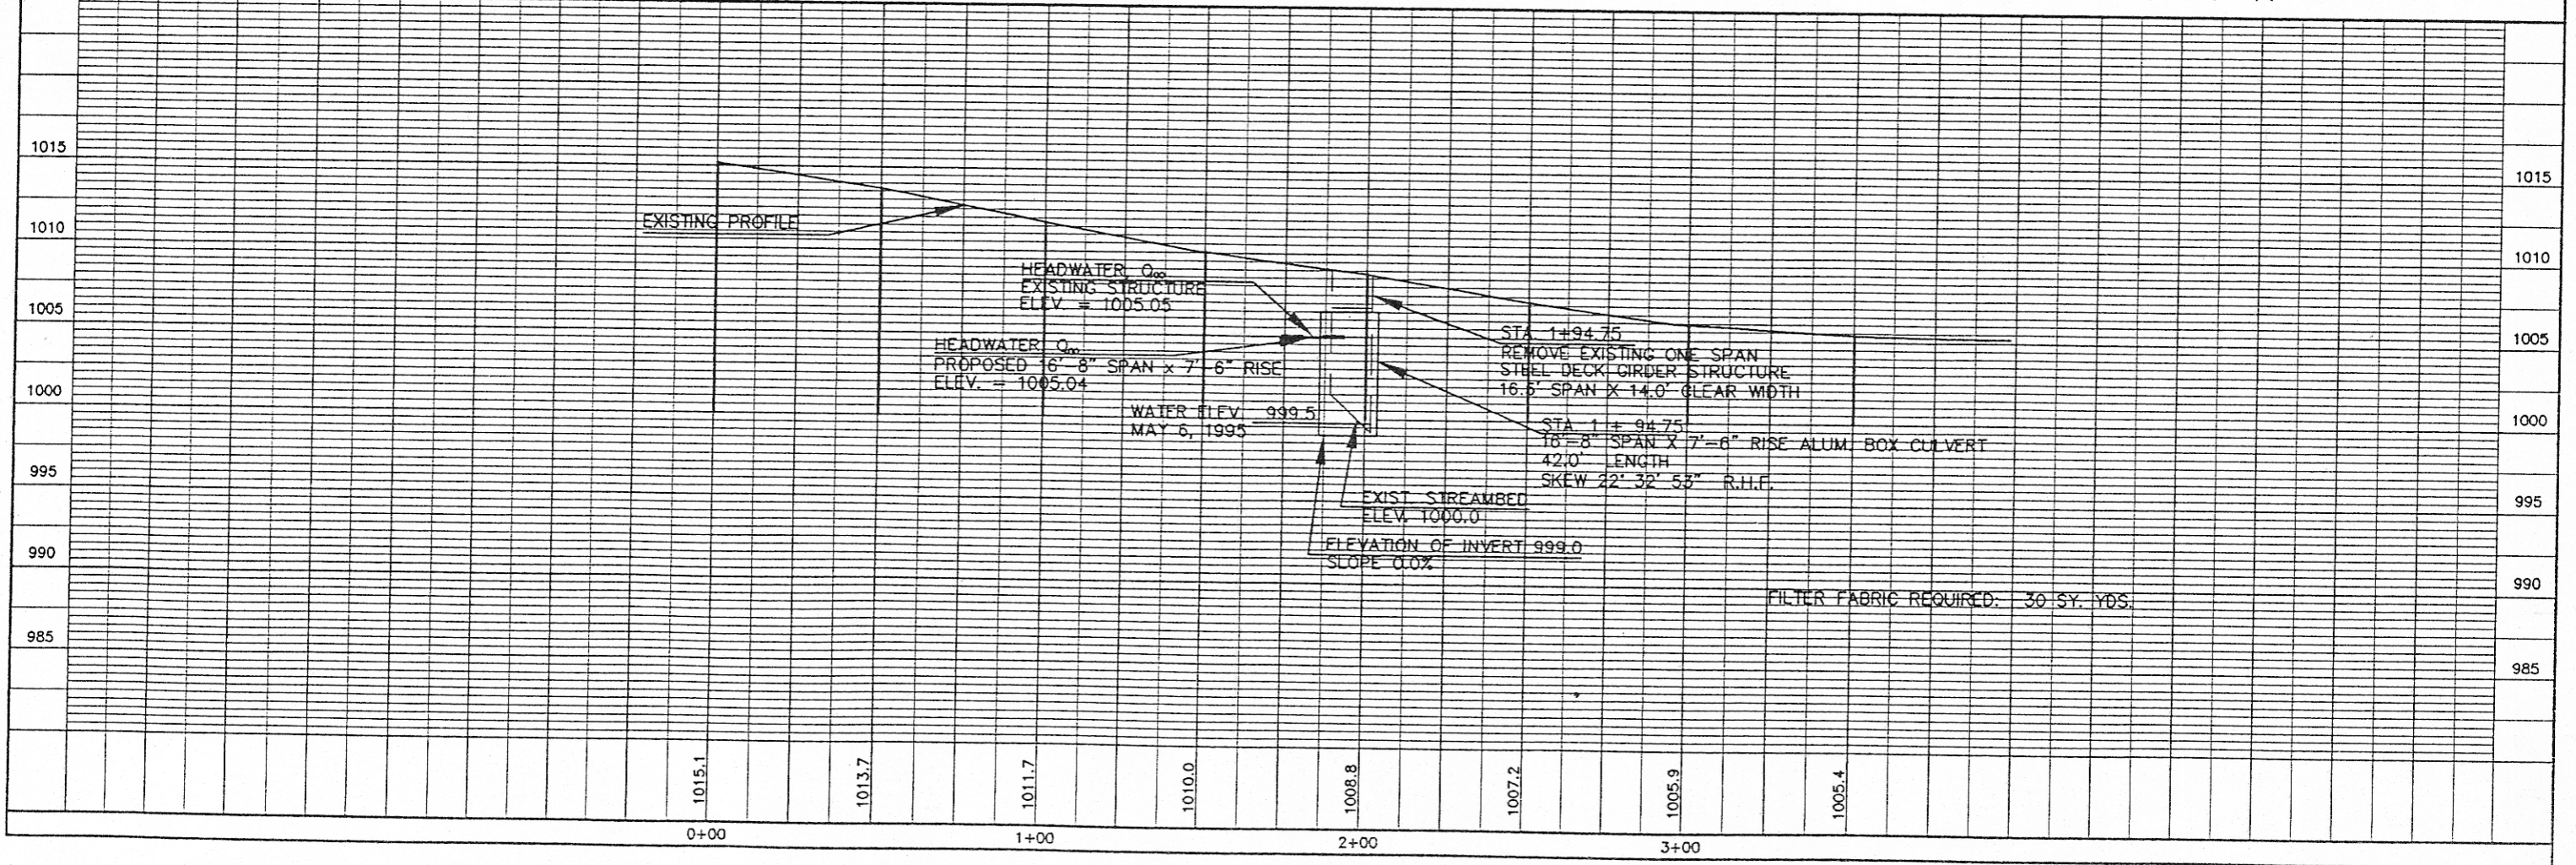 1015
1015
EXISTING PROFILE
1010
1010
HEADWATER, Q∞
EXISTING STRUCTURE
ELEV. = 1005.05
1005
1005
HEADWATER, Q∞
PROPOSED 16'-8" SPAN x 7'-6" RISE
ELEV. = 1005.04
STA. 1+94.75
REMOVE EXISTING ONE SPAN
STEEL DECK GIRDER STRUCTURE
16.5' SPAN X 14.0' CLEAR WIDTH
1000
1000
WATER ELEV. 999.5
MAY 6, 1995
STA. 1 + 94.75
16'-8" SPAN X 7'-6" RISE ALUM. BOX CULVERT
42.0' LENGTH
SKEW 22° 32' 53" R.H.F.
995
995
EXIST. STREAMBED
ELEV. 1000.0
ELEVATION OF INVERT 999.0
SLOPE 0.0%
990
990
FILTER FABRIC REQUIRED: 30 SY. YDS.
985
985
1015.1
1013.7
1011.7
1010.0
1008.8
1007.2
1005.9
1005.4
0+00
1+00
2+00
3+00